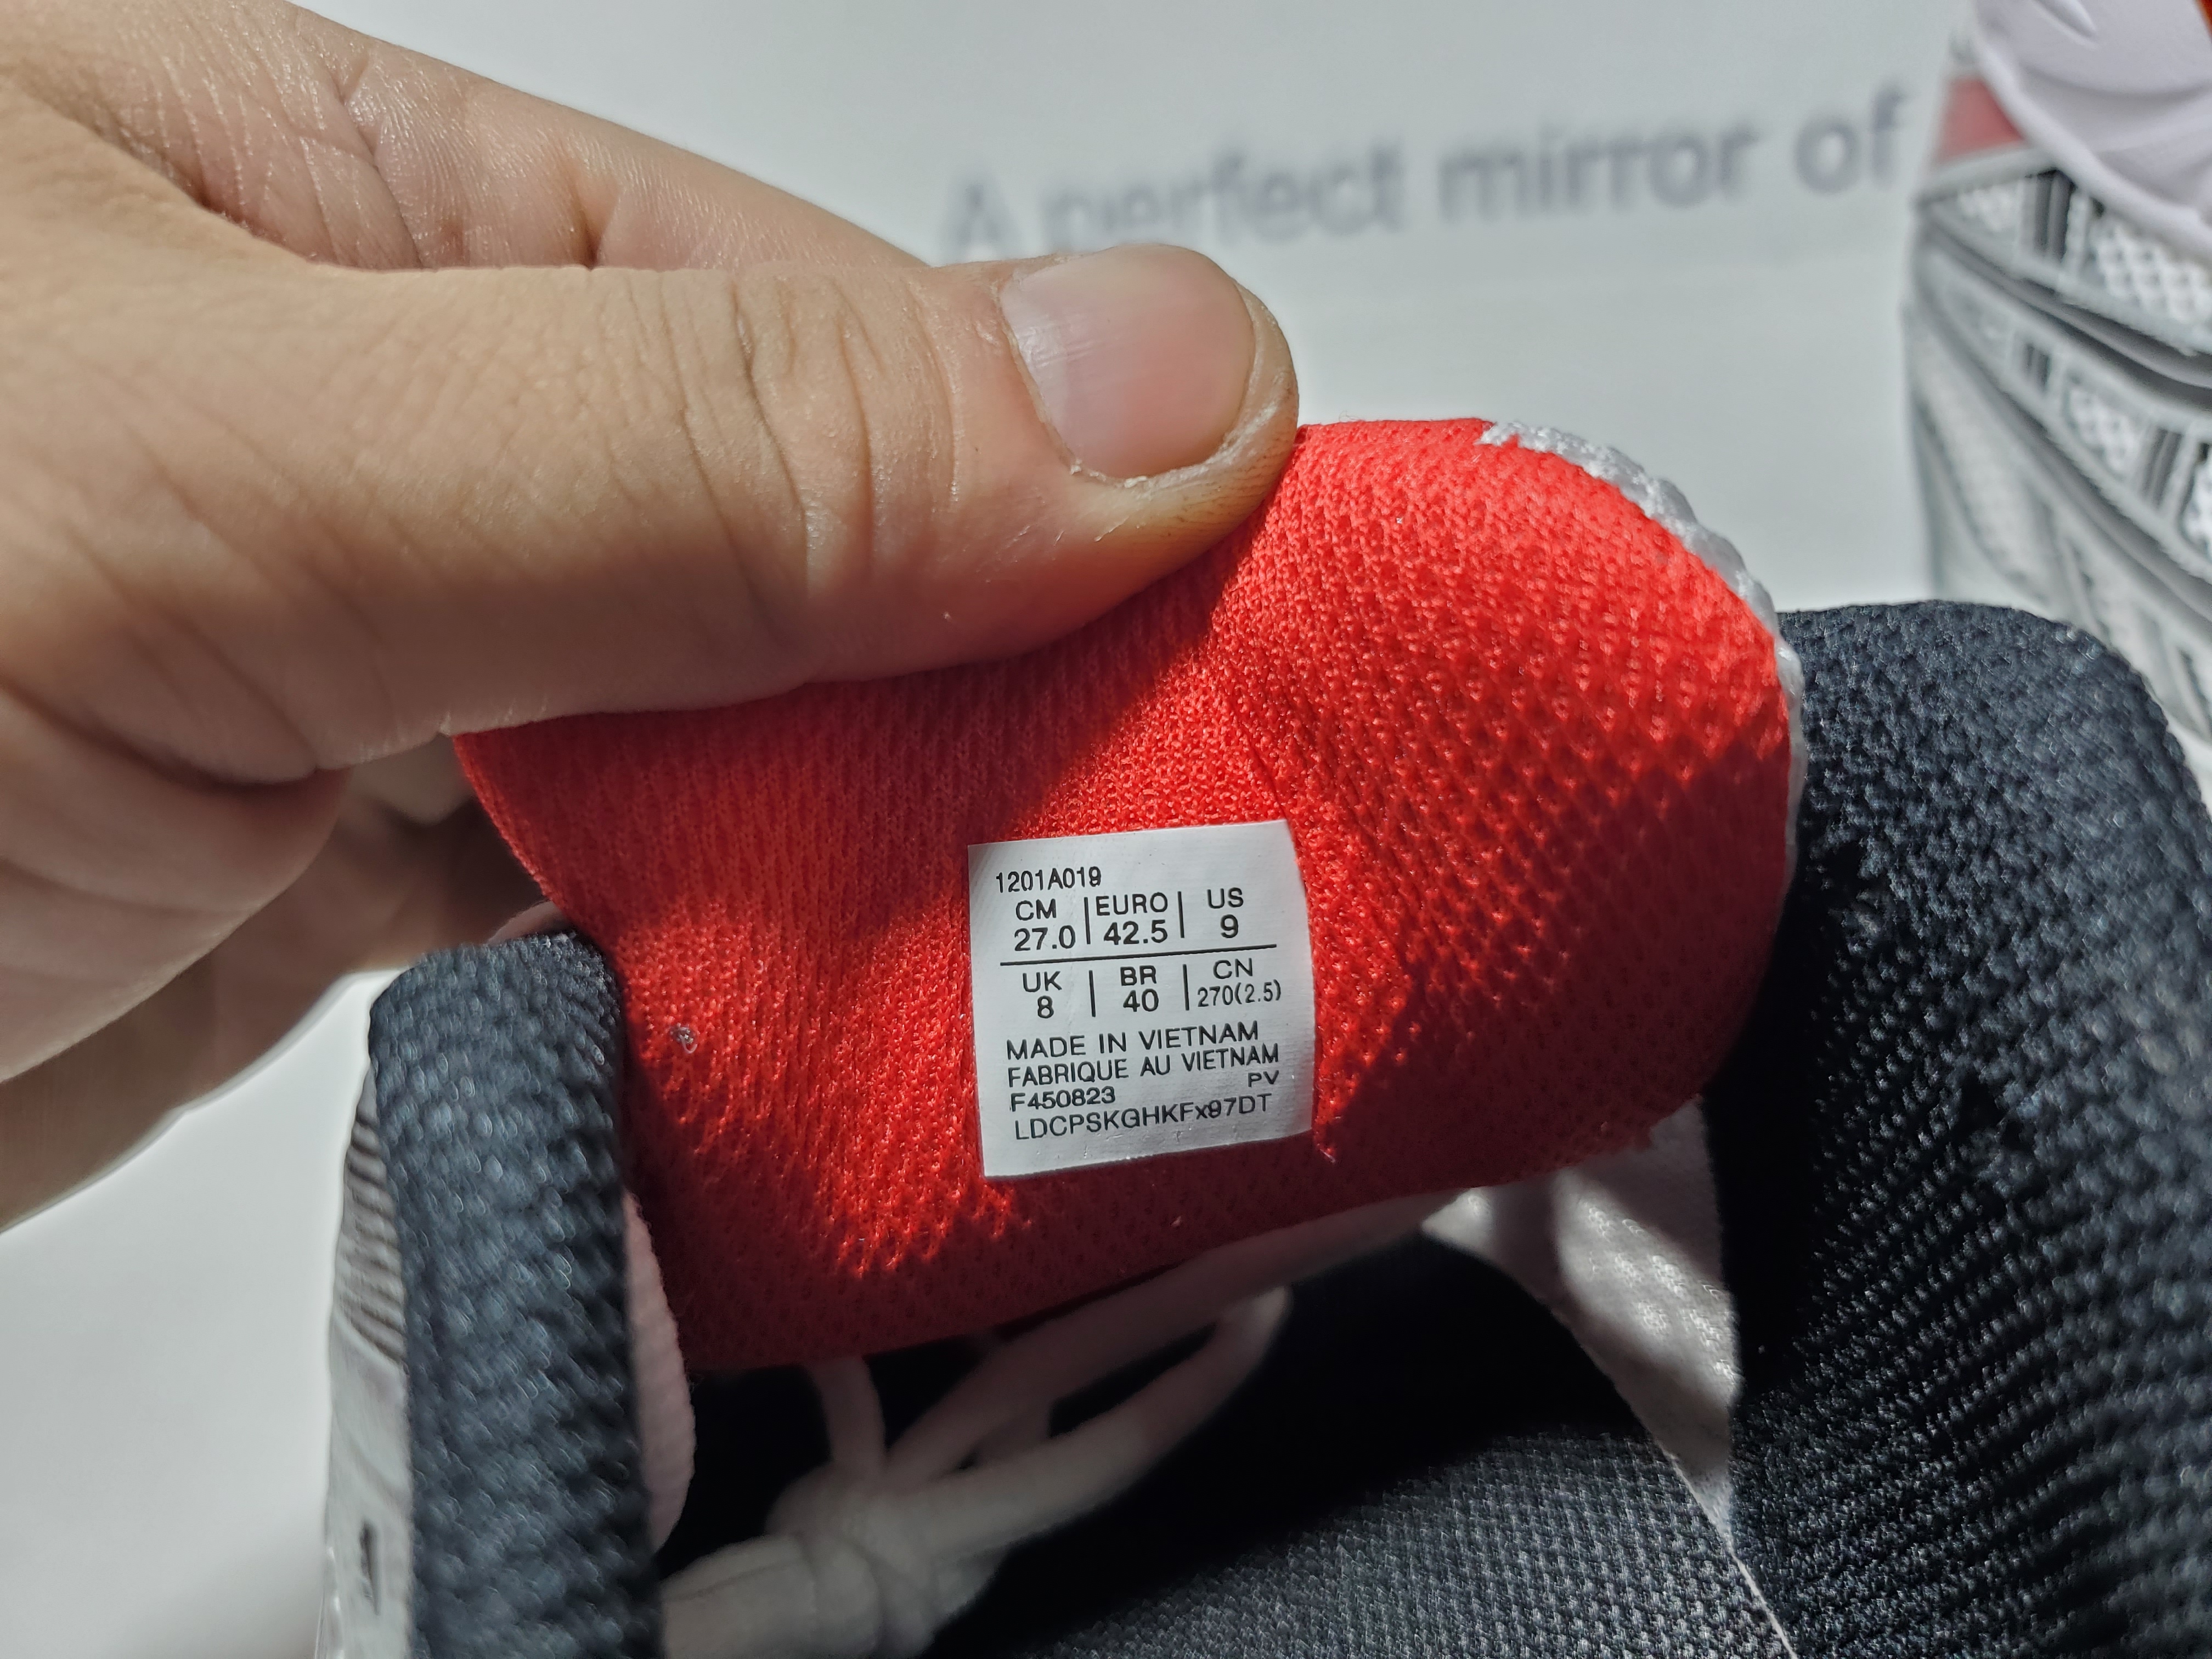 A perfect mirror of
1201A019
CM EURO US
27.0 42.5 9
UK BR CN
8 40 270(2.5)
MADE IN VIETNAM
FABRIQUE AU VIETNAM
F450823 PV
LDCPSKGHKFx97DT